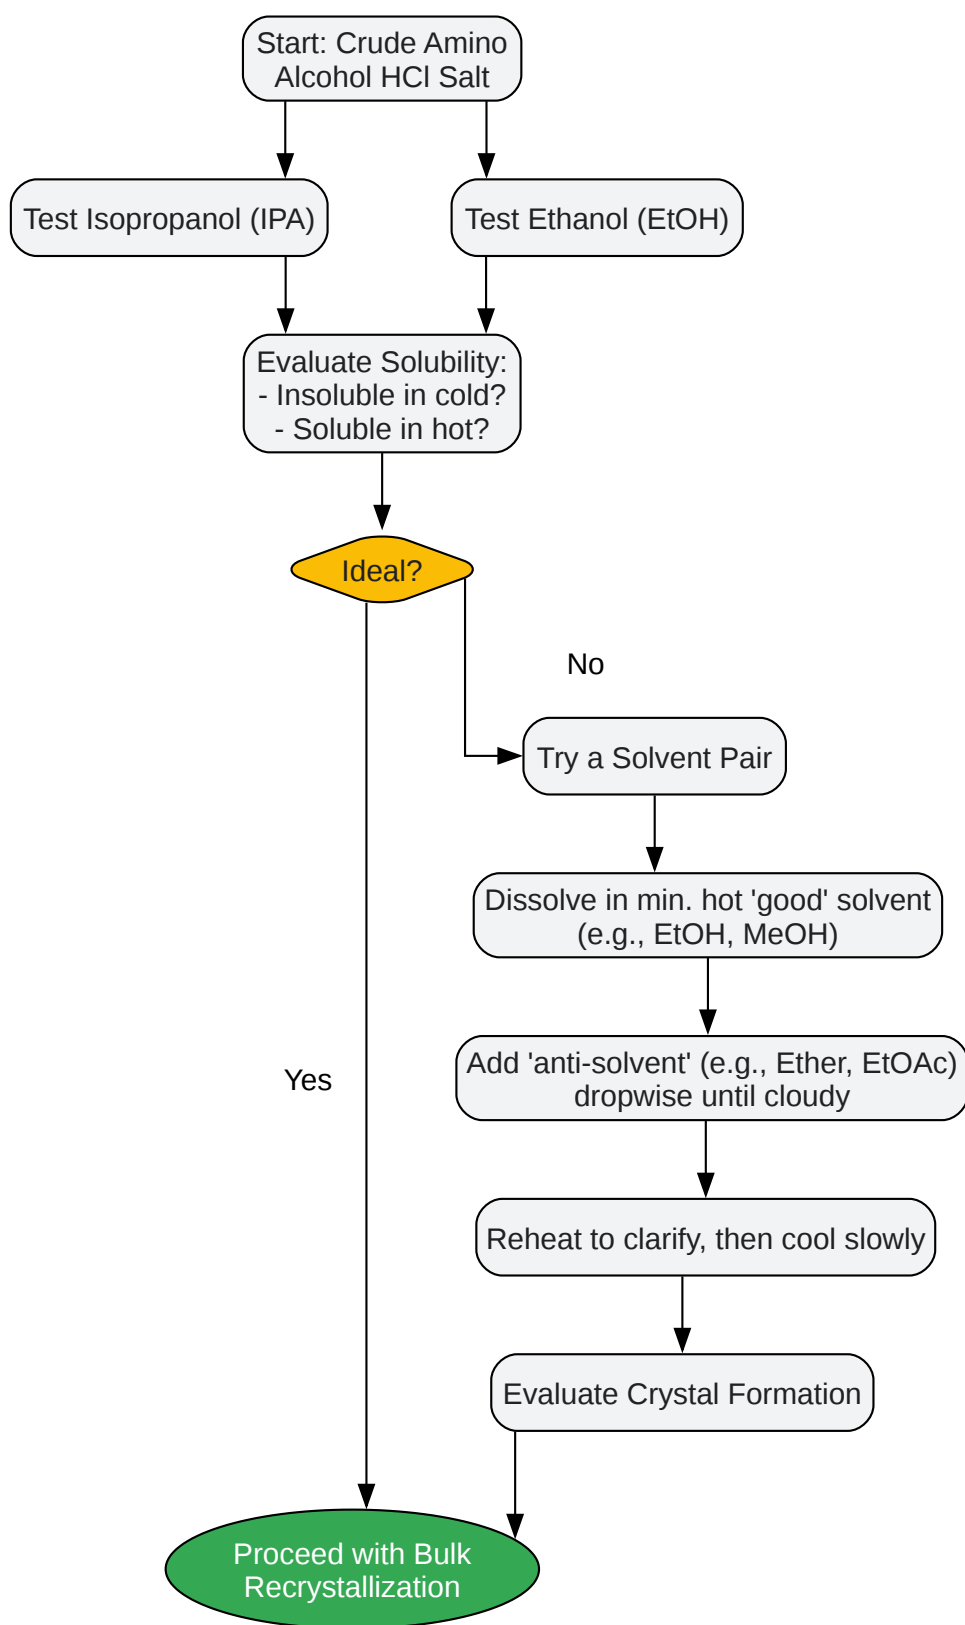 Start: Crude Amino
Alcohol HCl Salt
Test Isopropanol (IPA)
Test Ethanol (EtOH)
Evaluate Solubility:
- Insoluble in cold?
- Soluble in hot?
Ideal?
No
Try a Solvent Pair
Dissolve in min. hot 'good' solvent
(e.g., EtOH, MeOH)
Add 'anti-solvent' (e.g., Ether, EtOAc)
dropwise until cloudy
Yes
Reheat to clarify, then cool slowly
Evaluate Crystal Formation
Proceed with Bulk
Recrystallization